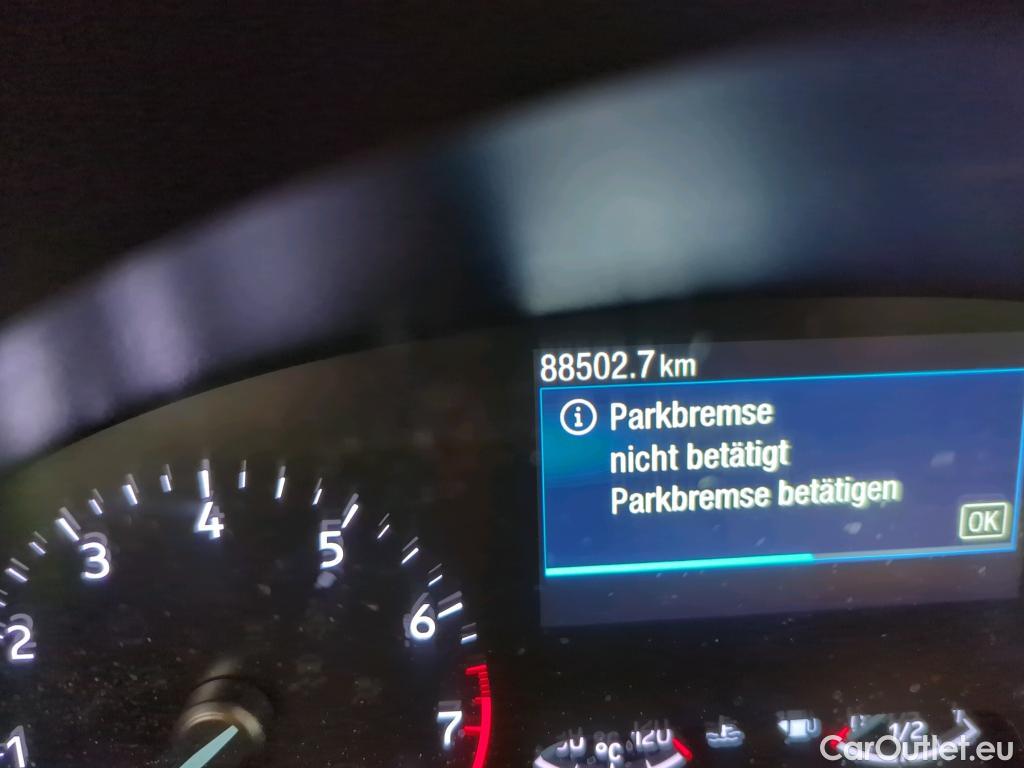 88502.7 km
Parkbremse
nicht betätigt
Parkbremse betätigen
OK
4
3
5
2
6
1
7
°C
120
1/2
CarOutlet.eu